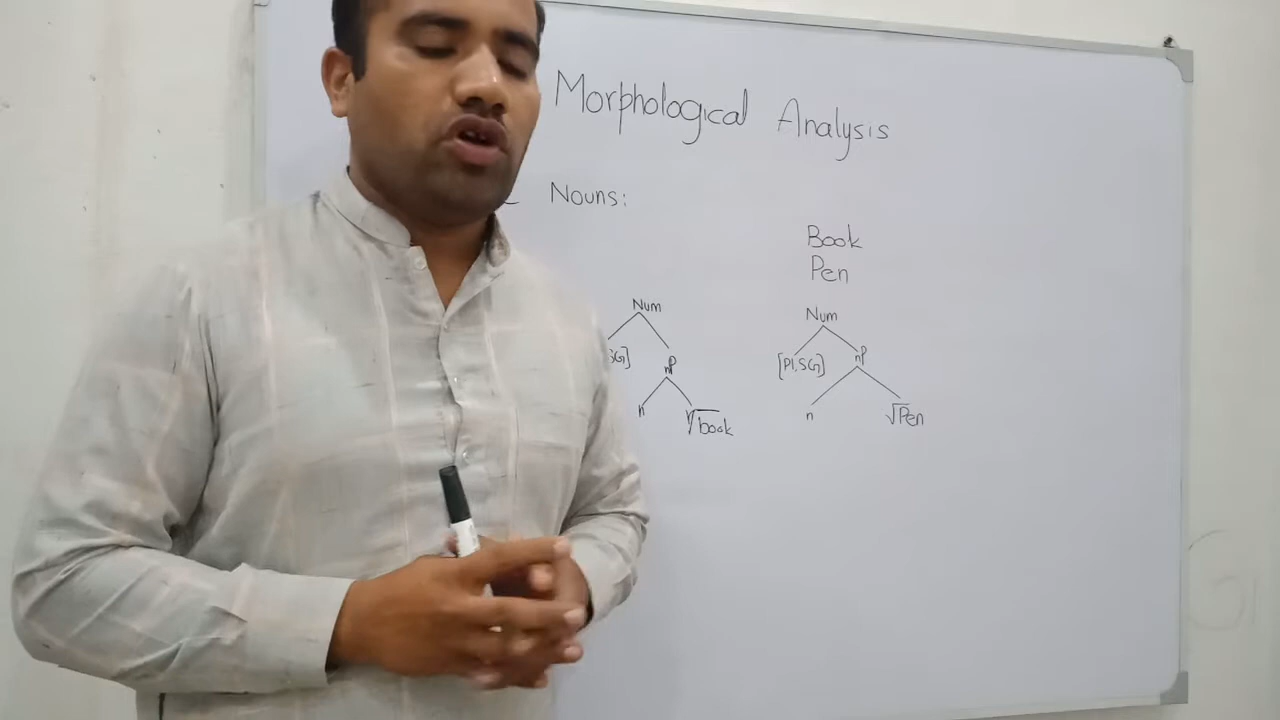 Morphological Analysis
Nouns:
Book
Pen
Num
Num
SG]
nP
[Pl,SG]
nP
n
√book
n
√Pen